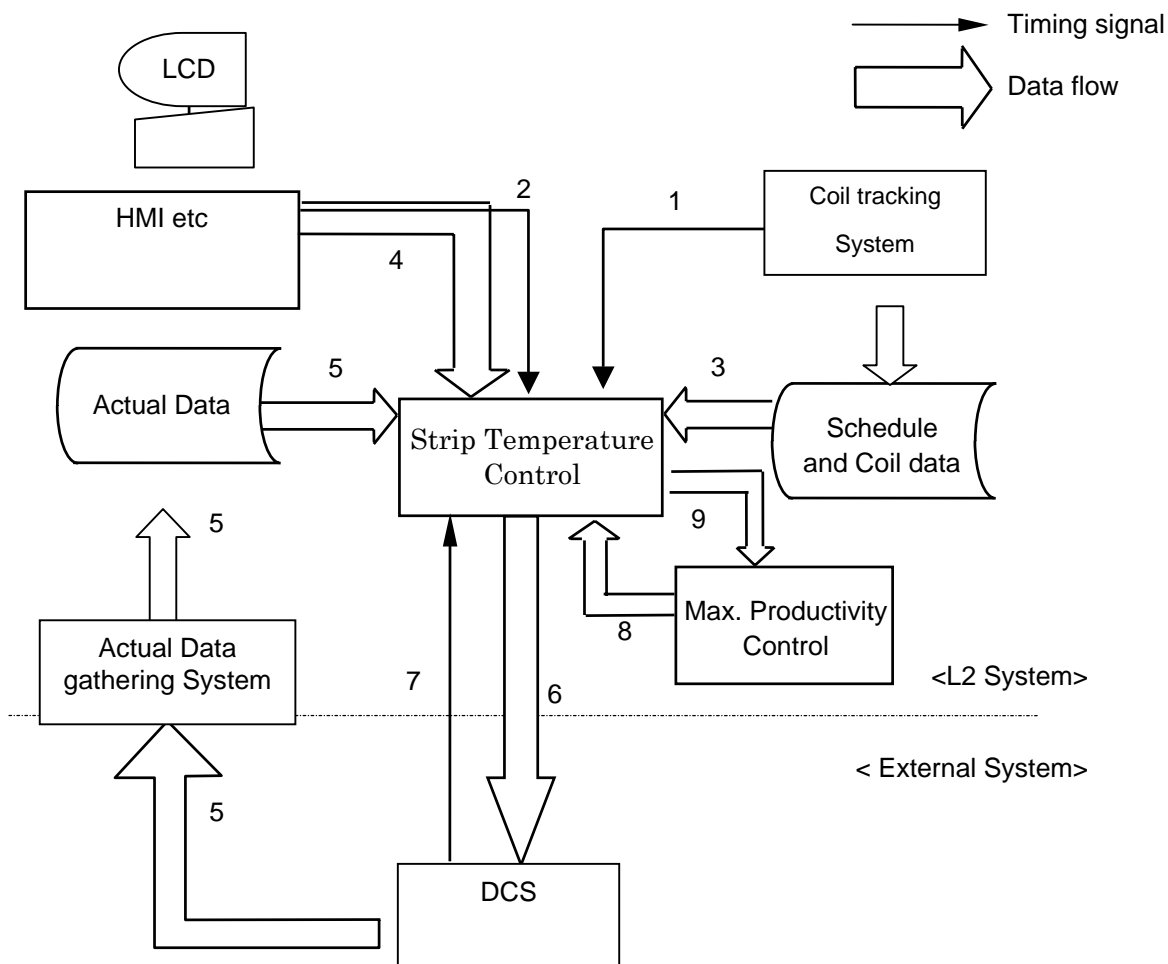 Timing signal
LCD
Data flow
2
1
Coil tracking
System
HMI etc
4
5
3
Actual Data
Strip Temperature
Control
Schedule
and Coil data
5
9
Max. Productivity
Control
8
Actual Data
gathering System
7
6
<L2 System>
< External System>
5
DCS